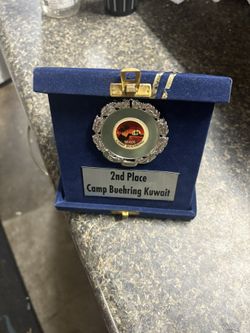 2nd Place
Camp Buehring Kuwait